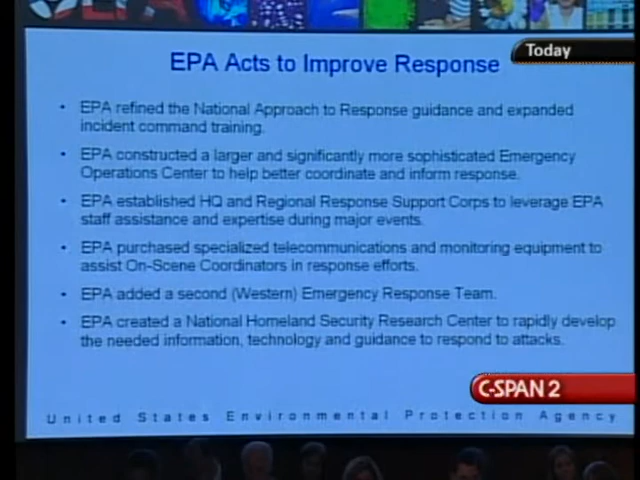 EPA Acts to Improve Response
Today
• EPA refined the National Approach to Response guidance and expanded
incident command training.
• EPA constructed a larger and significantly more sophisticated Emergency
Operations Center to help better coordinate and inform response.
• EPA established HQ and Regional Response Support Corps to leverage EPA
staff assistance and expertise during major events.
• EPA purchased specialized telecommunications and monitoring equipment to
assist On-Scene Coordinators in response efforts.
• EPA added a second (Western) Emergency Response Team.
• EPA created a National Homeland Security Research Center to rapidly develop
the needed information, technology and guidance to respond to attacks.
C-SPAN 2
United States Environmental Protection Agency